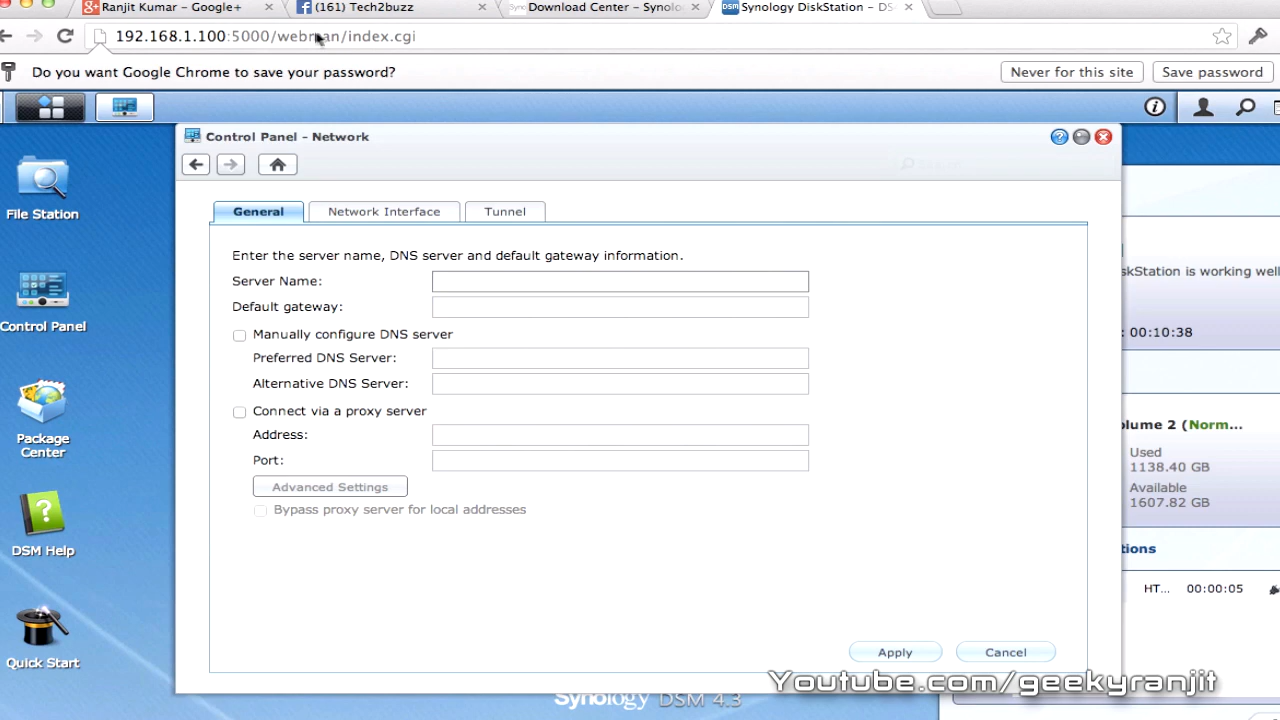 Ranjit Kumar - Google+
(161) Tech2buzz
Download Center - Synolo
Synology DiskStation - DS
192.168.1.100:5000/webman/index.cgi
Do you want Google Chrome to save your password?
Never for this site
Save password
Control Panel - Network
General
Network Interface
Tunnel
Enter the server name, DNS server and default gateway information.
Server Name:
Default gateway:
Manually configure DNS server
Preferred DNS Server:
Alternative DNS Server:
Connect via a proxy server
Address:
Port:
Advanced Settings
Bypass proxy server for local addresses
Apply
Cancel
File Station
Control Panel
Package
Center
DSM Help
Quick Start
skStation is working well
: 00:10:38
olume 2 (Norm...
Used
1138.40 GB
Available
1607.82 GB
tions
HT... 00:00:05
Synology DSM 4.3
Youtube.com/geekyranjit